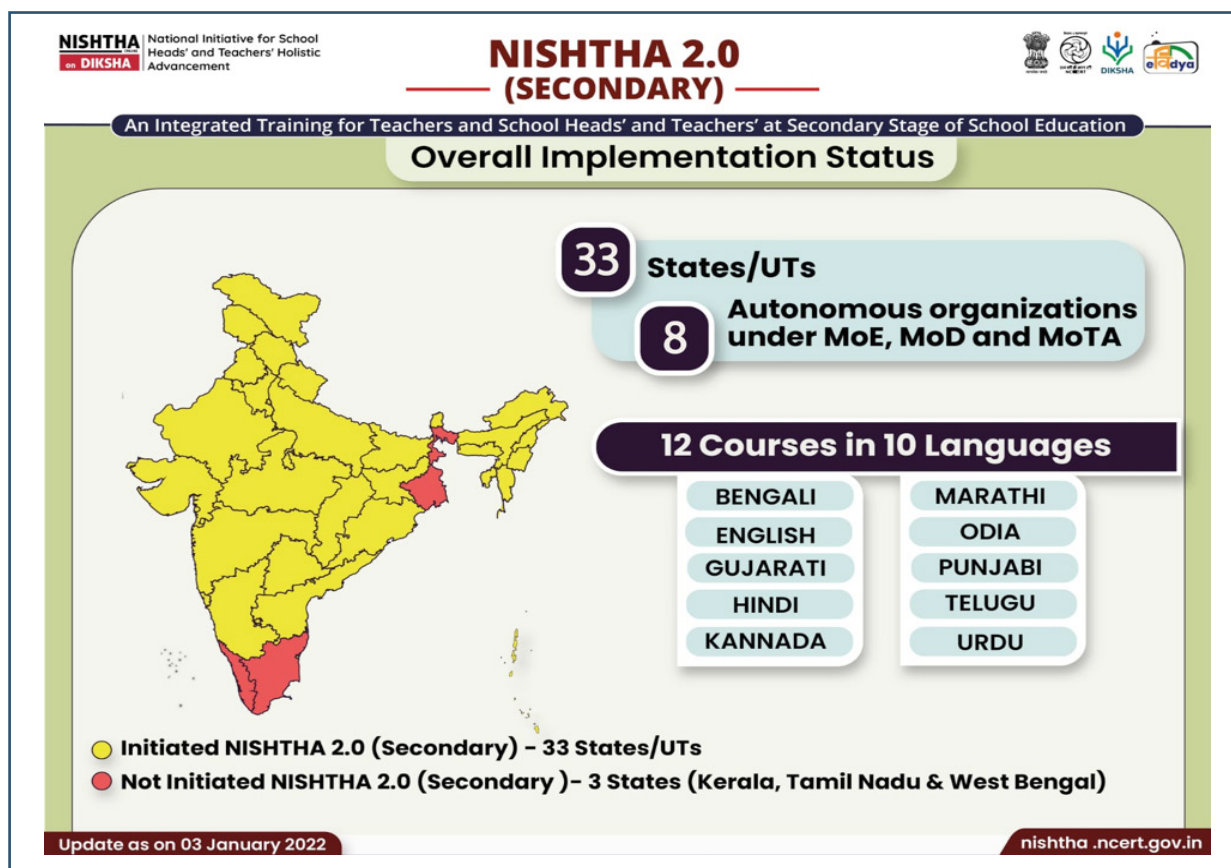 NISHTHA
ONLINE
on DIKSHA
National Initiative for School
Heads' and Teachers' Holistic
Advancement
NISHTHA 2.0
(SECONDARY)
NCERT
DIKSHA
An Integrated Training for Teachers and School Heads' and Teachers' at Secondary Stage of School Education
Overall Implementation Status
33
States/UTs
8
Autonomous organizations
under MoE, MoD and MoTA
12 Courses in 10 Languages
BENGALI
ENGLISH
GUJARATI
HINDI
KANNADA
MARATHI
ODIA
PUNJABI
TELUGU
URDU
Initiated NISHTHA 2.0 (Secondary) - 33 States/UTs
Not Initiated NISHTHA 2.0 (Secondary )- 3 States (Kerala, Tamil Nadu & West Bengal)
Update as on 03 January 2022
nishtha .ncert.gov.in